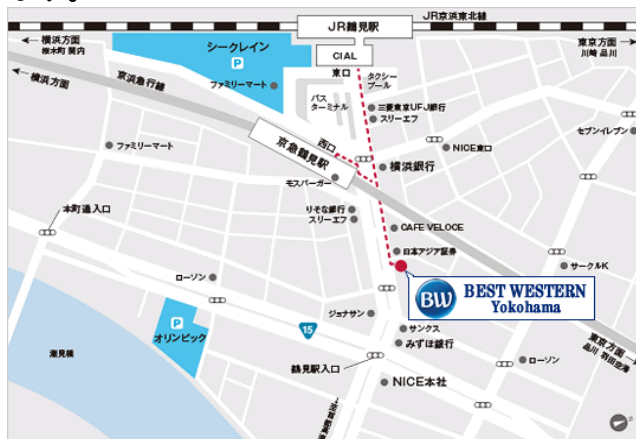 JR鶴見駅
JR京浜東北線
横浜方面
桜木町 関内
シークレイン
P
CIAL
東口
東京方面
川崎 品川
横浜方面
京浜急行線
ファミリーマート
タクシー
プール
バス
ターミナル
三菱東京UFJ銀行
スリーエフ
セブンイレブン
西口
京急鶴見駅
NICE東口
ファミリーマート
横浜銀行
モスバーガー
本町通入口
りそな銀行
スリーエフ
CAFE VELOCE
日本アジア証券
サークルK
ローソン
BW
BEST WESTERN
Yokohama
P
オリンピック
15
ジョナサン
サンクス
みずほ銀行
東京方面
品川 羽田空港
潮見橋
鶴見駅入口
ローソン
NICE本社